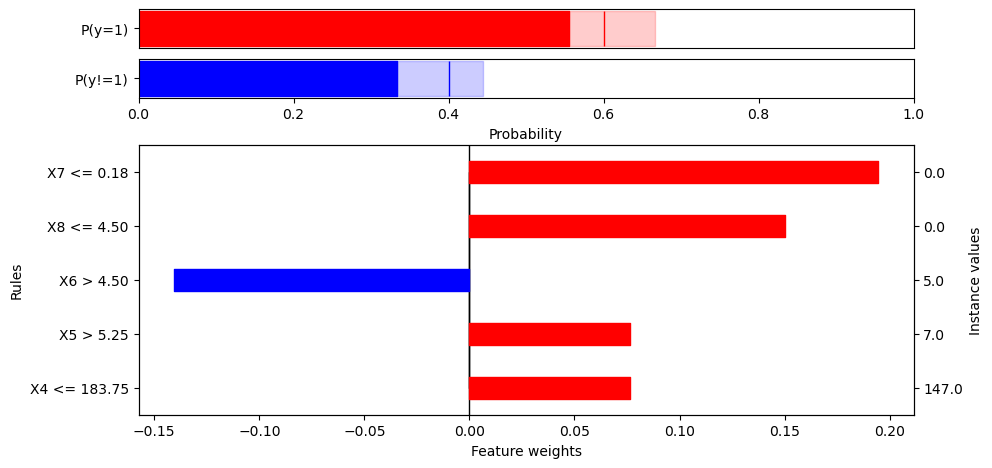 P(y=1)
P(y!=1)
0.0 0.2 0.4 0.6 0.8 1.0
Probability
X7 <= 0.18 0.0
X8 <= 4.50 0.0
X6 > 4.50 5.0
X5 > 5.25 7.0
X4 <= 183.75 147.0
Rules
Instance values
−0.15 −0.10 −0.05 0.00 0.05 0.10 0.15 0.20
Feature weights